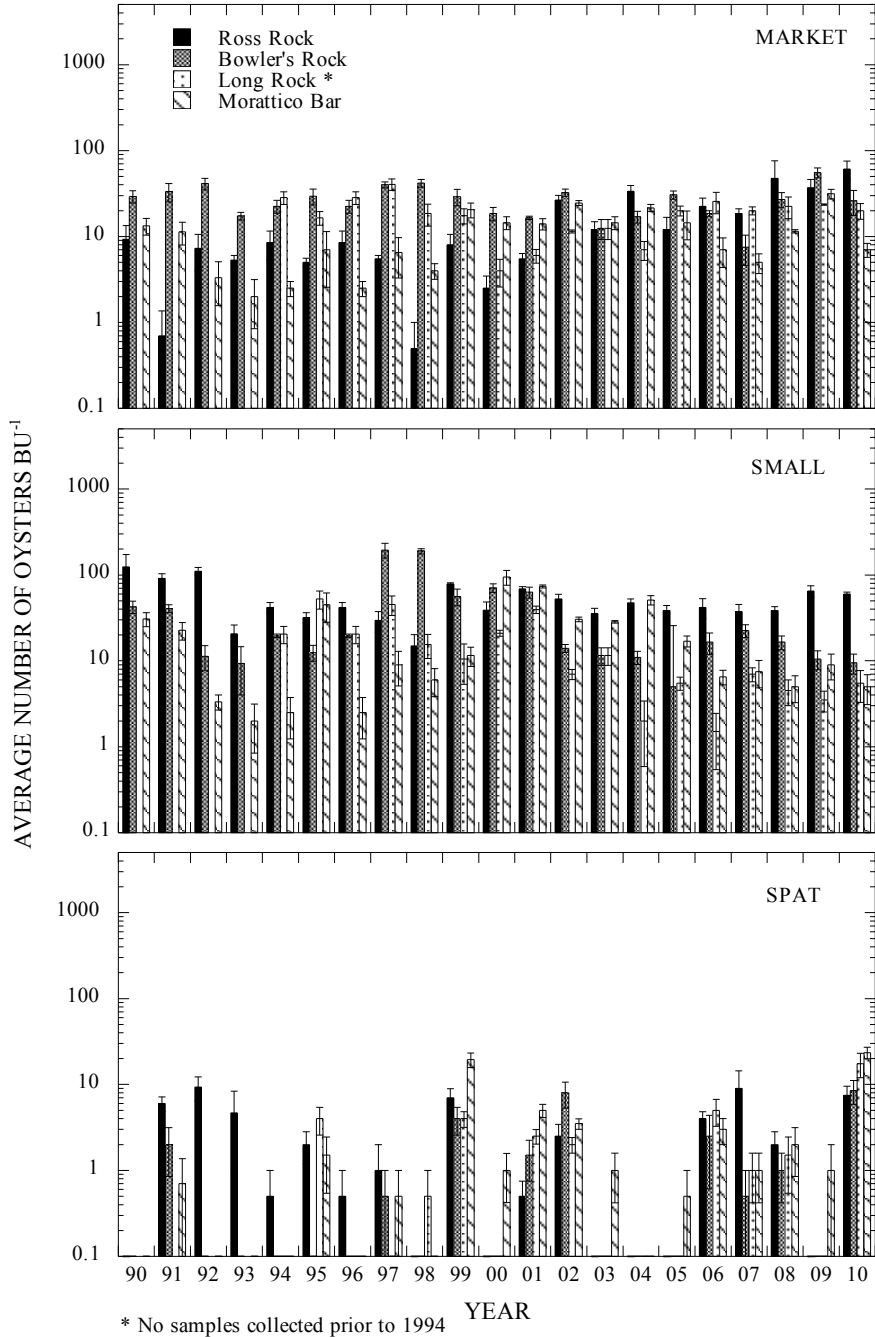 Ross Rock
Bowler's Rock
Long Rock *
Morattico Bar
MARKET
1000
100
10
1
0.1
SMALL
1000
100
10
1
0.1
AVERAGE NUMBER OF OYSTERS BU-1
SPAT
1000
100
10
1
0.1
90 91 92 93 94 95 96 97 98 99 00 01 02 03 04 05 06 07 08 09 10
YEAR
* No samples collected prior to 1994